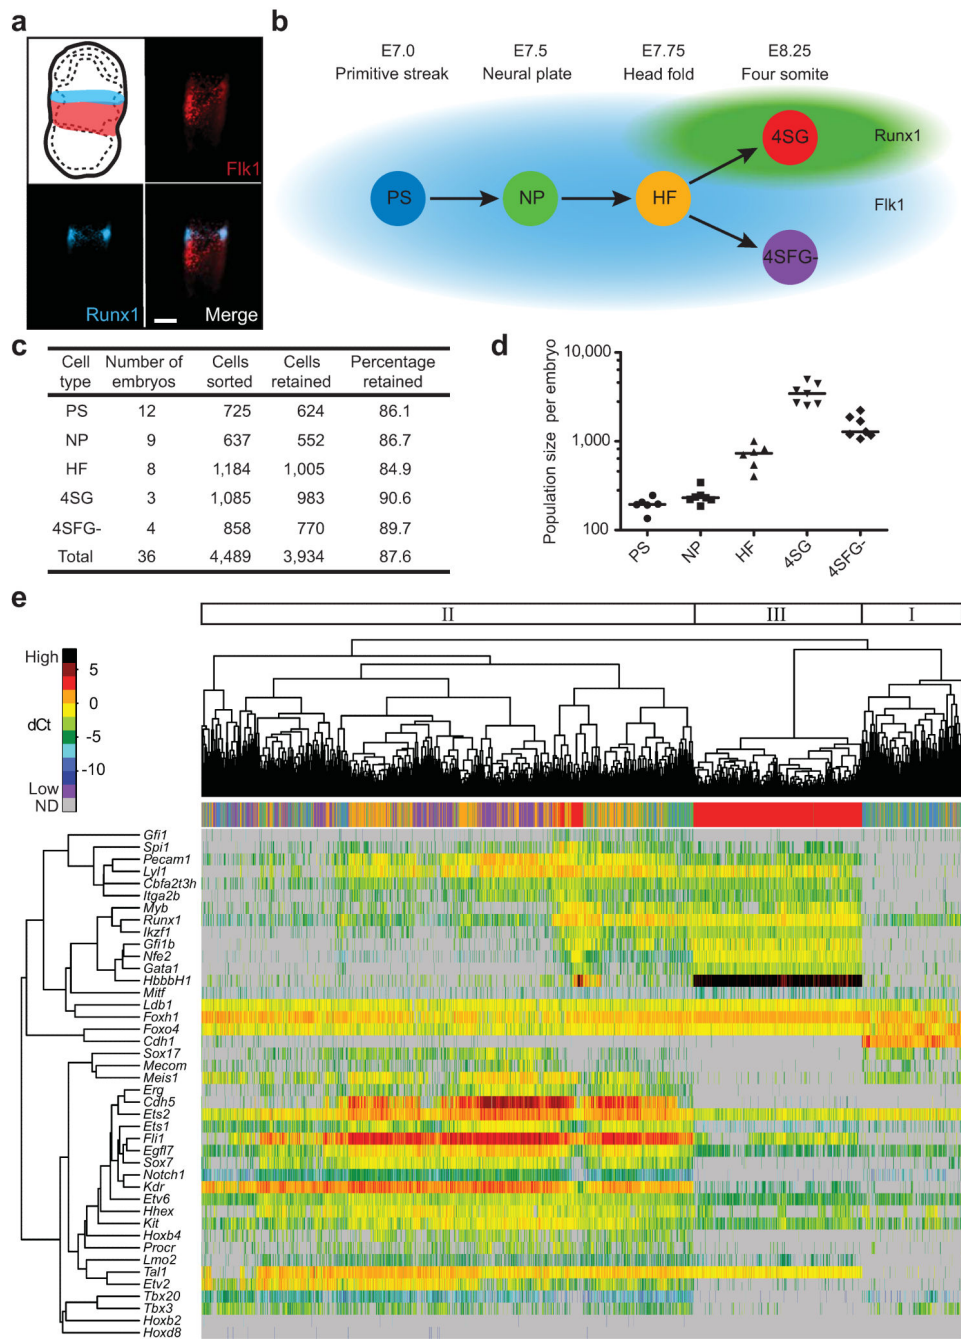 a
Flk1
Runx1
Merge
b
E7.0 E7.5 E7.75 E8.25
Primitive streak Neural plate Head fold Four somite
4SG
Runx1
PS NP HF
Flk1
4SFG-
c
Cell type Number of embryos Cells sorted Cells retained Percentage retained
PS 12 725 624 86.1
NP 9 637 552 86.7
HF 8 1,184 1,005 84.9
4SG 3 1,085 983 90.6
4SFG- 4 858 770 89.7
Total 36 4,489 3,934 87.6
d
Population size per embryo
10,000
1,000
100
PS NP HF 4SG 4SFG-
e
II III I
High
5
0
dCt
-5
-10
Low
ND
Gfi1
Spi1
Pecam1
Lyl1
Cbfa2t3h
Itga2b
Myb
Runx1
Ikzf1
Gfi1b
Nfe2
Gata1
HbbbH1
Mitf
Ldb1
Foxh1
Foxo4
Cdh1
Sox17
Mecom
Meis1
Erg
Cdh5
Ets2
Ets1
Fli1
Egfl7
Sox7
Notch1
Kdr
Etv6
Hhex
Kit
Hoxb4
Procr
Lmo2
Tal1
Etv2
Tbx20
Tbx3
Hoxb2
Hoxd8